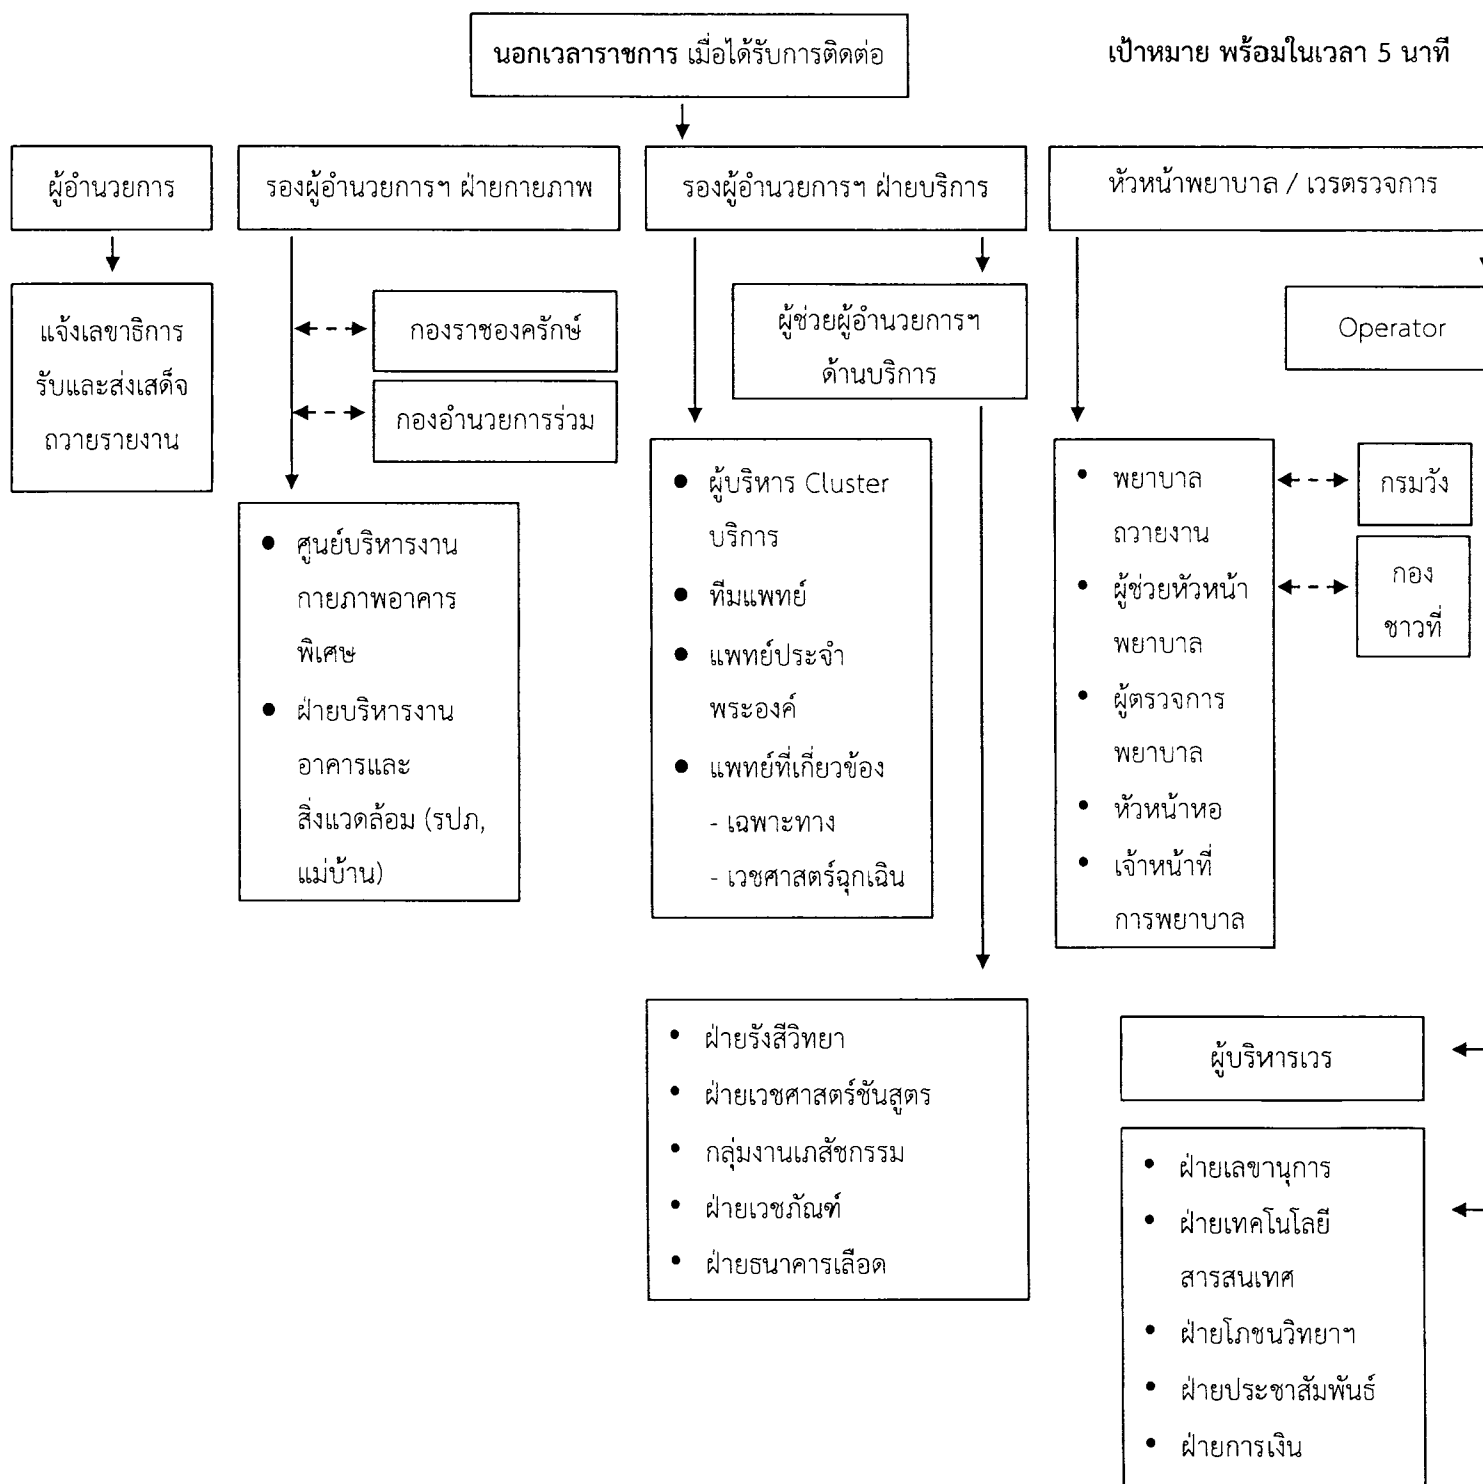 นอกเวลาราชการ เมื่อได้รับการติดต่อ
เป้าหมาย พร้อมในเวลา 5 นาที
ผู้อำนวยการ
รองผู้อำนวยการฯ ฝ่ายกายภาพ
รองผู้อำนวยการฯ ฝ่ายบริการ
หัวหน้าพยาบาล / เวรตรวจการ
แจ้งเลขาธิการ
รับและส่งเสด็จ
ถวายรายงาน
กองราชองครักษ์
กองอำนวยการร่วม
ผู้ช่วยผู้อำนวยการฯ
ด้านบริการ
Operator
• ศูนย์บริหารงาน
กายภาพอาคาร
พิเศษ
• ฝ่ายบริหารงาน
อาคารและ
สิ่งแวดล้อม (รปภ,
แม่บ้าน)
• ผู้บริหาร Cluster
บริการ
• ทีมแพทย์
• แพทย์ประจำ
พระองค์
• แพทย์ที่เกี่ยวข้อง
- เฉพาะทาง
- เวชศาสตร์ฉุกเฉิน
• พยาบาล
ถวายงาน
• ผู้ช่วยหัวหน้า
พยาบาล
• ผู้ตรวจการ
พยาบาล
• หัวหน้าหอ
• เจ้าหน้าที่
การพยาบาล
กรมวัง
กอง
ชาวที่
• ฝ่ายรังสีวิทยา
• ฝ่ายเวชศาสตร์ชันสูตร
• กลุ่มงานเภสัชกรรม
• ฝ่ายเวชภัณฑ์
• ฝ่ายธนาคารเลือด
ผู้บริหารเวร
• ฝ่ายเลขานุการ
• ฝ่ายเทคโนโลยี
สารสนเทศ
• ฝ่ายโภชนวิทยาฯ
• ฝ่ายประชาสัมพันธ์
• ฝ่ายการเงิน